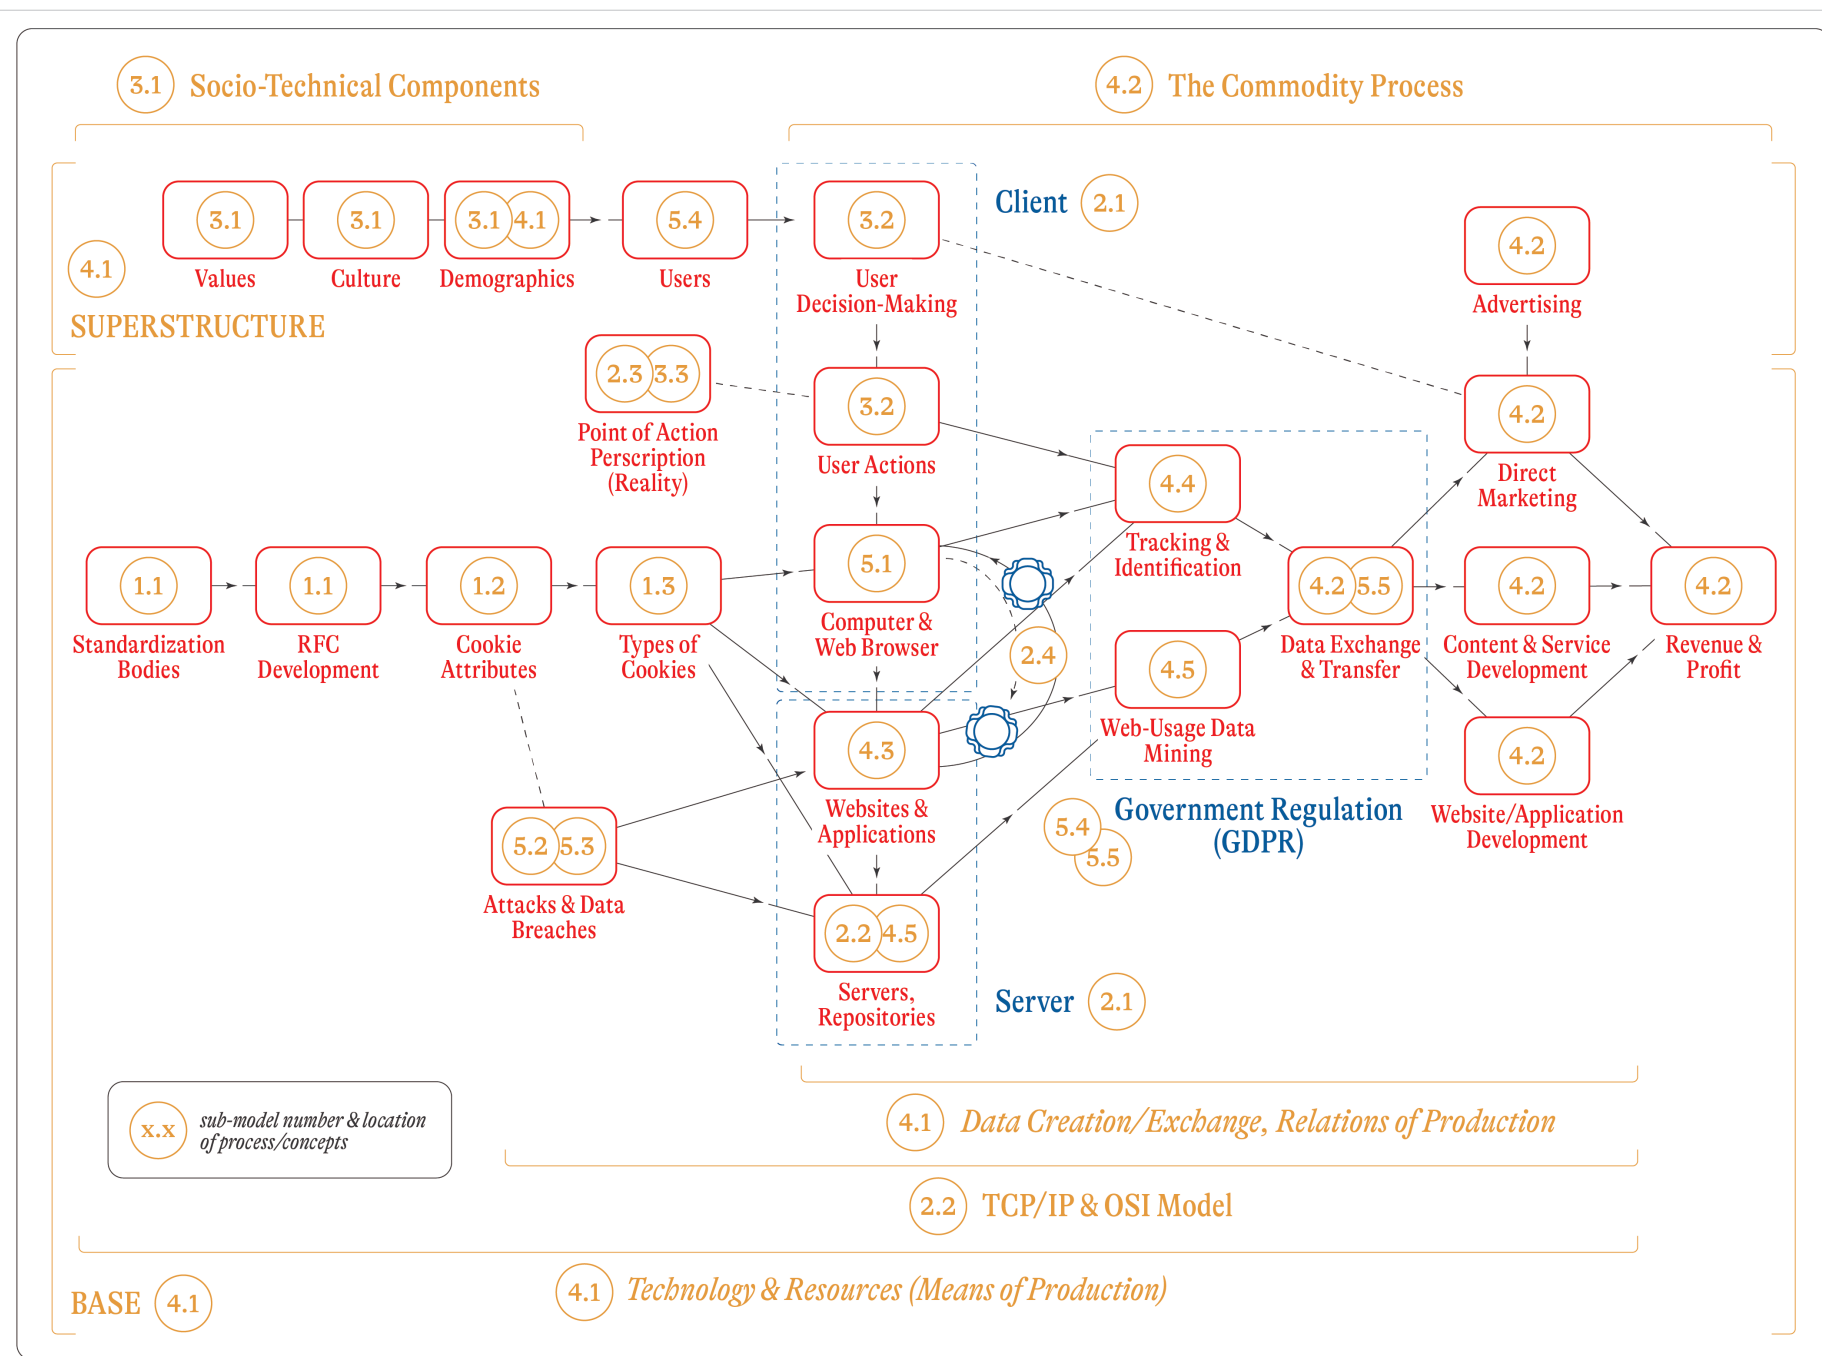 3.1 Socio-Technical Components
4.2 The Commodity Process
4.1
SUPERSTRUCTURE
3.1
Values
3.1
Culture
3.1 4.1
Demographics
5.4
Users
3.2
User
Decision-Making
Client 2.1
4.2
Advertising
2.3 3.3
Point of Action
Perscription
(Reality)
3.2
User Actions
4.2
Direct
Marketing
4.4
Tracking &
Identification
1.1
Standardization
Bodies
1.1
RFC
Development
1.2
Cookie
Attributes
1.3
Types of
Cookies
5.1
Computer &
Web Browser
2.4
4.2 5.5
Data Exchange
& Transfer
4.2
Content & Service
Development
4.2
Revenue &
Profit
4.5
Web-Usage Data
Mining
4.3
Websites &
Applications
4.2
Website/Application
Development
5.4
5.5
Government Regulation
(GDPR)
5.2 5.3
Attacks & Data
Breaches
2.2 4.5
Servers,
Repositories
Server 2.1
x.x
sub-model number & location
of process/concepts
4.1 Data Creation/Exchange, Relations of Production
2.2 TCP/IP & OSI Model
4.1 Technology & Resources (Means of Production)
BASE 4.1